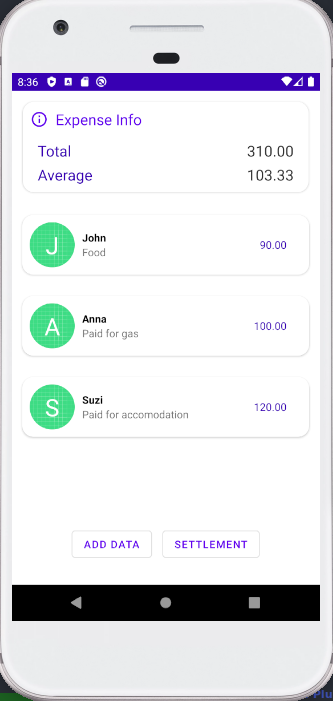 8:36
Expense Info
Total 310.00
Average 103.33
J
John
Food
90.00
A
Anna
Paid for gas
100.00
S
Suzi
Paid for accomodation
120.00
ADD DATA SETTLEMENT
Plu